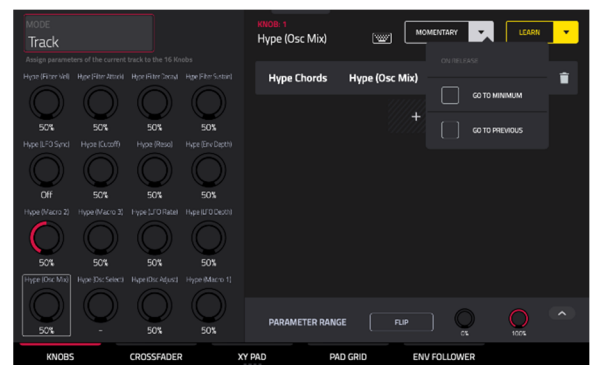 MODE
Track
Assign parameters of the current track to the 16 Knobs
Hype (Filter Vel) Hype (Filter Attack) Hype (Filter Decay) Hype (Filter Sustain)
50% 50% 50% 50%
Hype (LFO Sync) Hype (Cutoff) Hype (Reso) Hype (Env Depth)
Off 50% 50% 50%
Hype (Macro 2) Hype (Macro 3) Hype (LFO Rate) Hype (LFO Depth)
50% 50% 50% 50%
Hype (Osc Mix) Hype (Osc Select) Hype (Osc Adjust) Hype (Macro 1)
50% - 50% 50%
KNOB: 1
Hype (Osc Mix)
MOMENTARY
LEARN
Hype Chords Hype (Osc Mix)
ON RELEASE
GO TO MINIMUM
GO TO PREVIOUS
+
PARAMETER RANGE FLIP 0% 100%
KNOBS CROSSFADER XY PAD PAD GRID ENV FOLLOWER